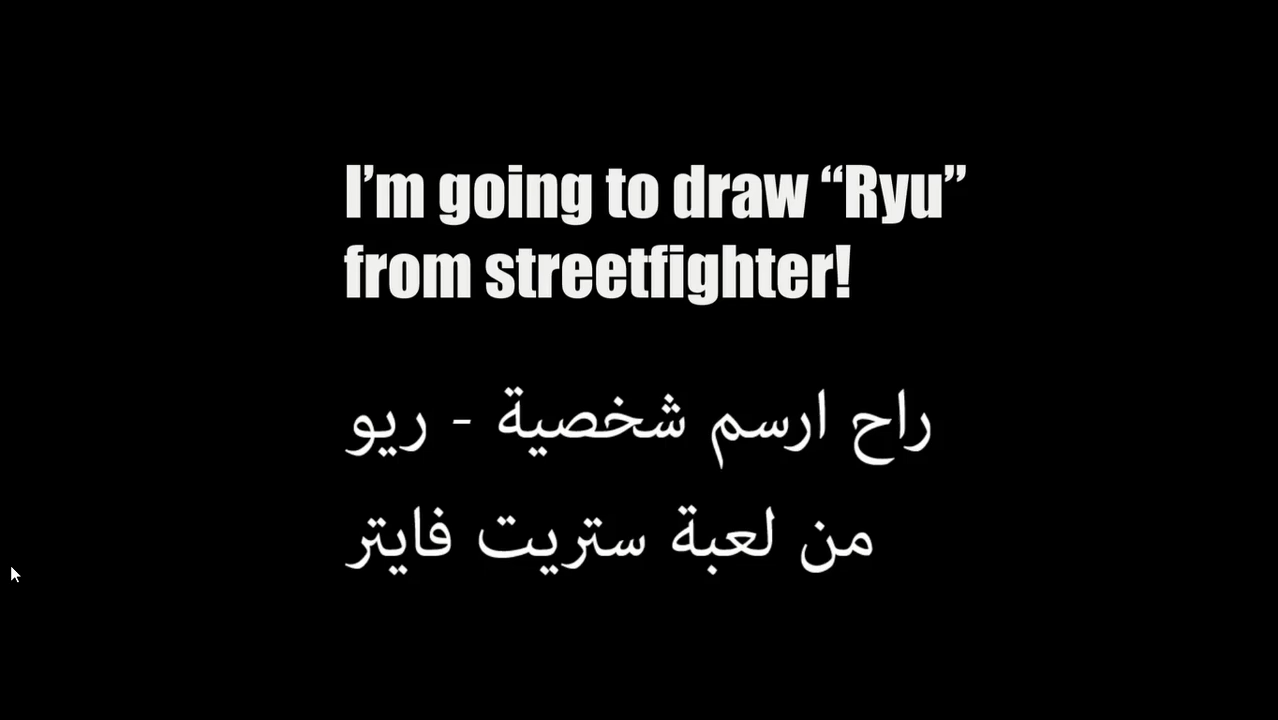 I'm going to draw “Ryu”
from streetfighter!
راح ارسم شخصية - ريو
من لعبة ستريت فايتر